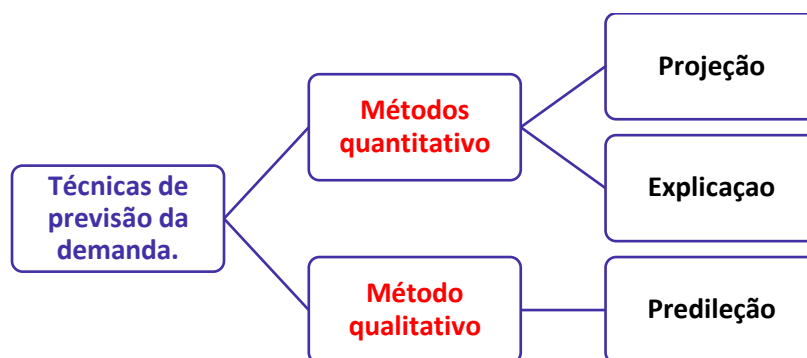 Técnicas de
previsão da
demanda.
Métodos
quantitativo
Projeção
Explicaçao
Método
qualitativo
Predileção